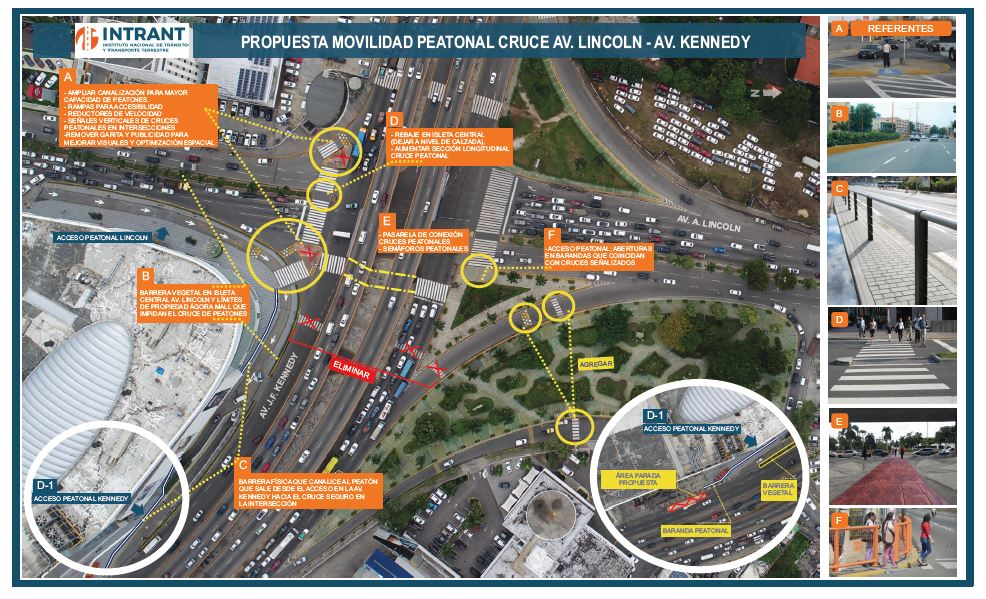 INTRANT
INSTITUTO NACIONAL DE TRÁNSITO
Y TRANSPORTE TERRESTRE
PROPUESTA MOVILIDAD PEATONAL CRUCE AV. LINCOLN - AV. KENNEDY
A
- AMPLIAR CANALIZACIÓN PARA MAYOR
CAPACIDAD DE PEATONES.
- RAMPAS PARA ACCESIBILIDAD
- REDUCTORES DE VELOCIDAD
- SEÑALES VERTICALES DE CRUCES
PEATONALES EN INTERSECCIONES
-REMOVER GARITA Y PUBLICIDAD PARA
MEJORAR VISUALES Y OPTIMIZACIÓN ESPACIAL
D
- REBAJE EN ISLETA CENTRAL
(DEJAR A NIVEL DE CALZADA),
- AUMENTAR SECCIÓN LONGITUDINAL
CRUCE PEATONAL
N
AV. A. LINCOLN
E
- PASARELA DE CONEXIÓN
CRUCES PEATONALES
- SEMÁFOROS PEATONALES
F
- ACCESO PEATONAL: ABERTURAS
EN BARANDAS QUE COINCIDAN
CON CRUCES SEÑALIZADOS
ACCESO PEATONAL LINCOLN
B
BARRERA VEGETAL EN ISLETA
CENTRAL AV. LINCOLN Y LÍMITES
DE PROPIEDAD ÁGORA MALL QUE
IMPIDAN EL CRUCE DE PEATONES
ELIMINAR
AGREGAR
AV. J.F. KENNEDY
C
BARRERA FÍSICA QUE CANALICE AL PEATÓN
QUE SALE DESDE EL ACCESO EN LA AV.
KENNEDY HACIA EL CRUCE SEGURO EN
LA INTERSECCIÓN
D-1
ACCESO PEATONAL KENNEDY
D-1
ACCESO PEATONAL KENNEDY
ÁREA PARADA
PROPUESTA
BARRERA
VEGETAL
BARANDA PEATONAL
A
REFERENTES
B
C
D
E
F